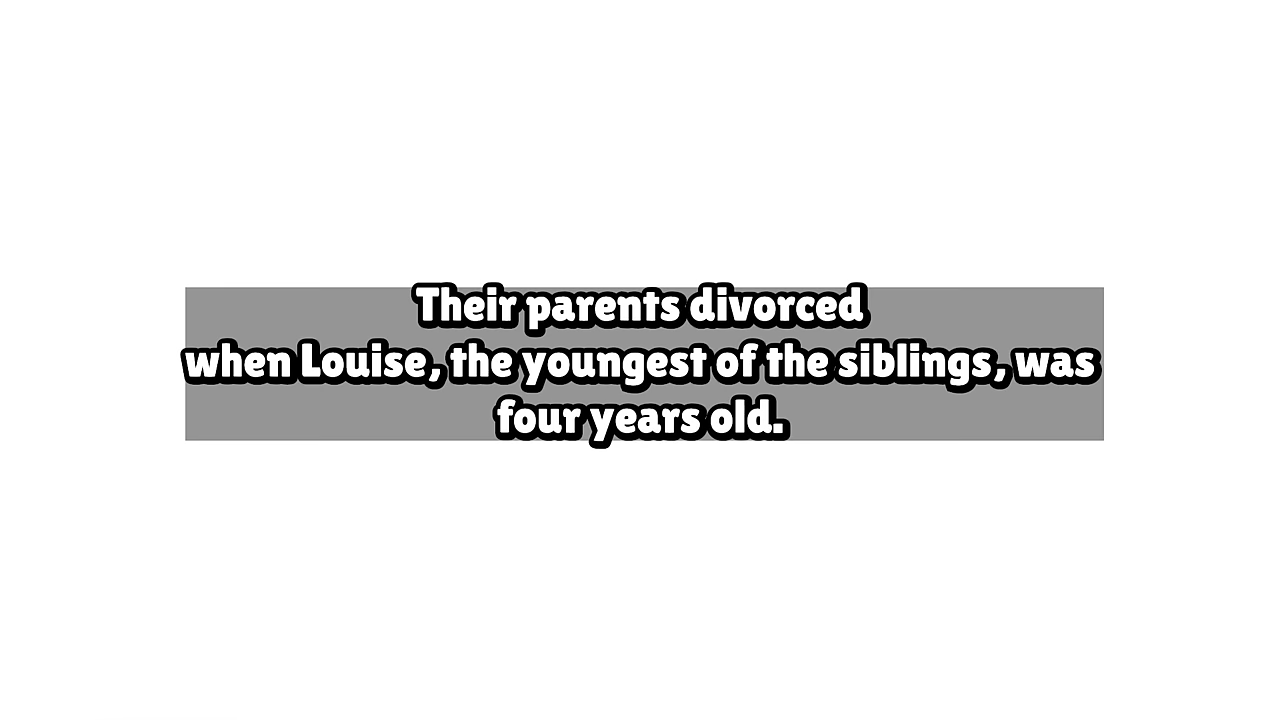 Their parents divorced
when Louise, the youngest of the siblings, was
four years old.